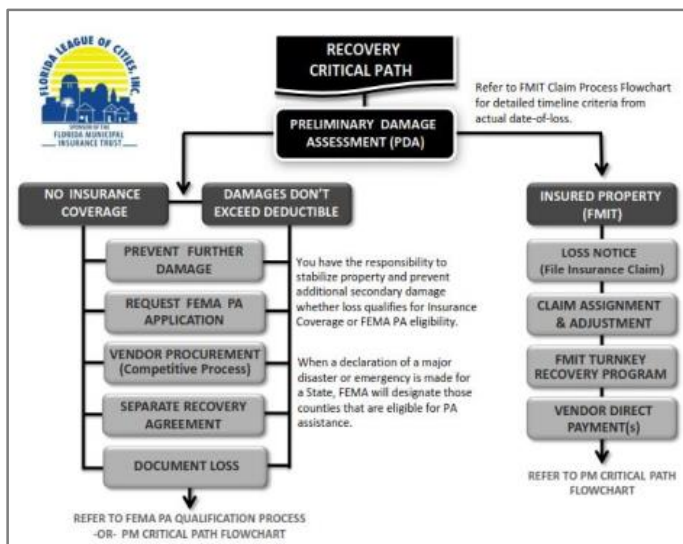 FLORIDA LEAGUE OF CITIES, INC.
SPONSOR OF THE
FLORIDA MUNICIPAL
INSURANCE TRUST
RECOVERY
CRITICAL PATH
Refer to FMIT Claim Process Flowchart
for detailed timeline criteria from
actual date-of-loss.
PRELIMINARY DAMAGE
ASSESSMENT (PDA)
NO INSURANCE
COVERAGE
DAMAGES DON'T
EXCEED DEDUCTIBLE
PREVENT FURTHER
DAMAGE
REQUEST FEMA PA
APPLICATION
VENDOR PROCUREMENT
(Competitive Process)
SEPARATE RECOVERY
AGREEMENT
DOCUMENT LOSS
REFER TO FEMA PA QUALIFICATION PROCESS
-OR- PM CRITICAL PATH FLOWCHART
You have the responsibility to
stabilize property and prevent
additional secondary damage
whether loss qualifies for Insurance
Coverage or FEMA PA eligibility.
When a declaration of a major
disaster or emergency is made for
a State, FEMA will designate those
counties that are eligible for PA
assistance.
INSURED PROPERTY
(FMIT)
LOSS NOTICE
(File Insurance Claim)
CLAIM ASSIGNMENT
& ADJUSTMENT
FMIT TURNKEY
RECOVERY PROGRAM
VENDOR DIRECT
PAYMENT(s)
REFER TO PM CRITICAL PATH
FLOWCHART